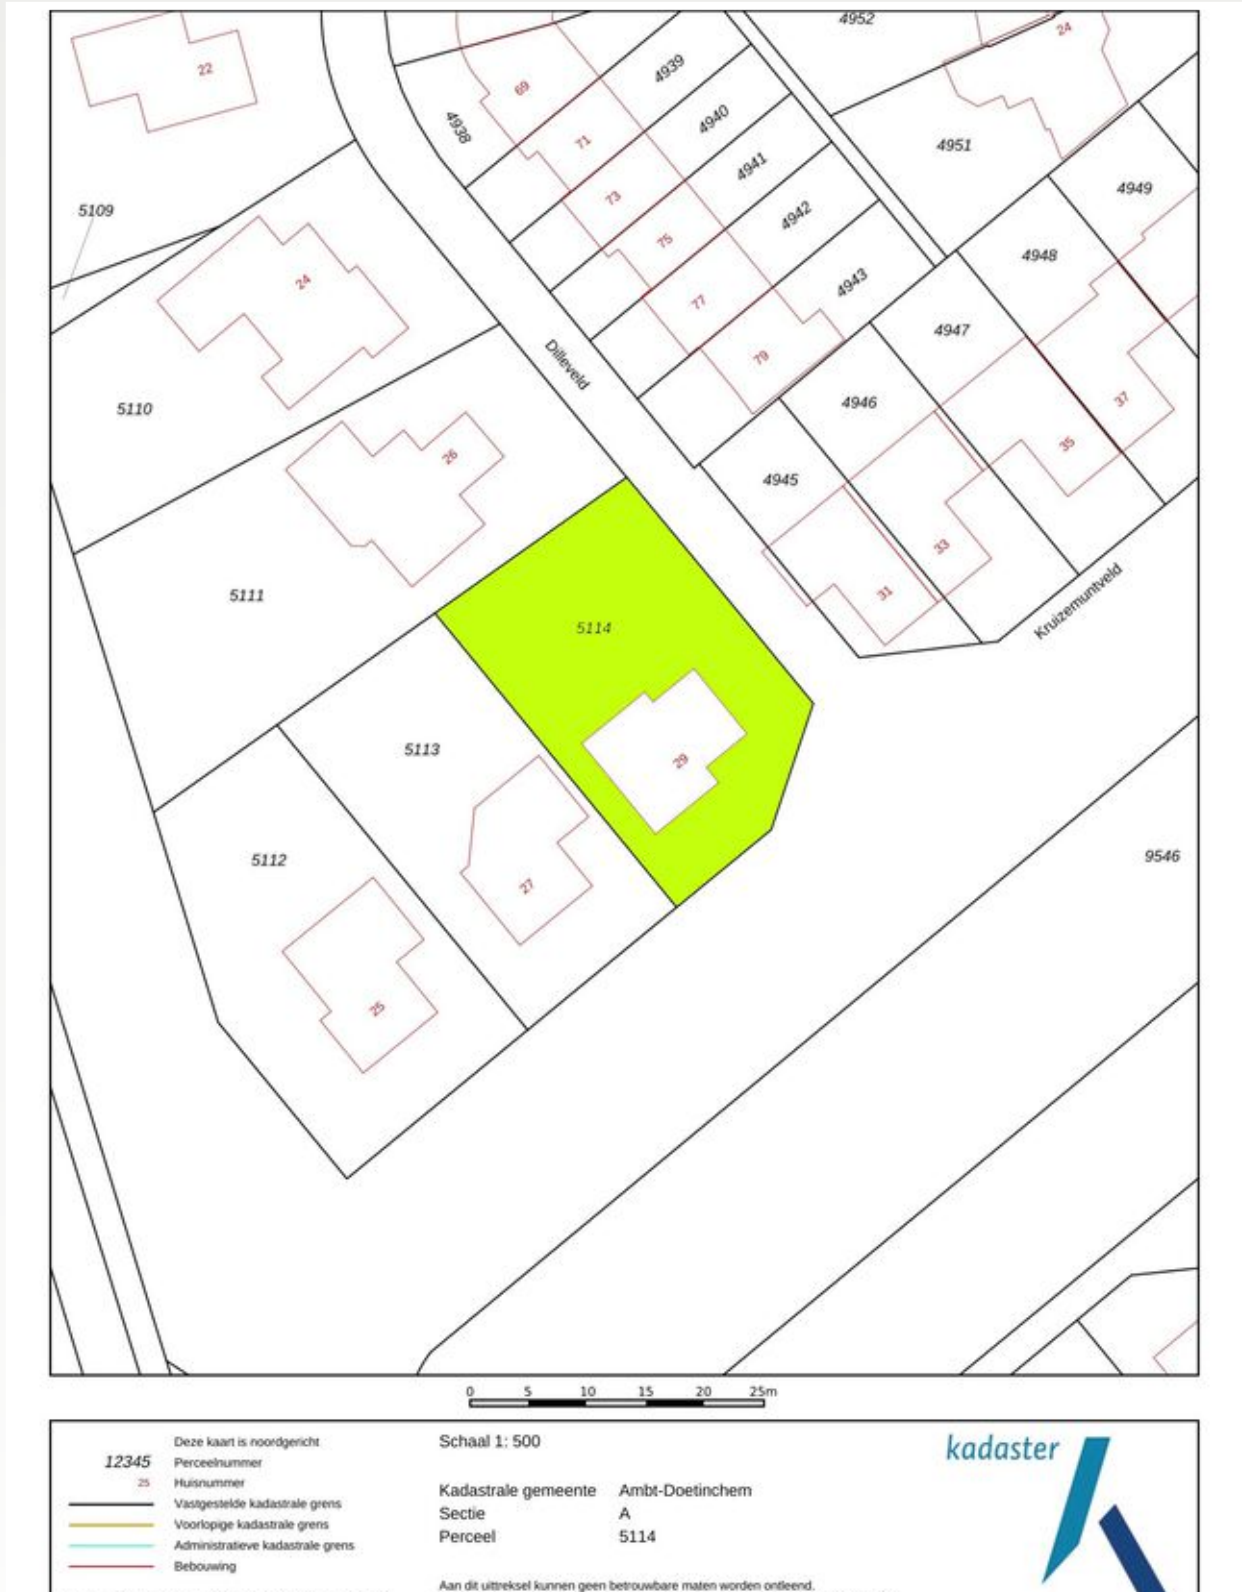 4952
24
22
4939
69
4938
4940
71
4951
4941
4949
73
5109
4942
75
4948
24
4943
77
4947
Dilleveld
79
5110
4946
37
35
26
4945
33
31
5111
Kruizemuntveld
5114
5113
29
9546
5112
27
25
0 5 10 15 20 25m
Deze kaart is noordgericht
12345 Perceelnummer
25 Huisnummer
Vastgestelde kadastrale grens
Voorlopige kadastrale grens
Administratieve kadastrale grens
Bebouwing
Schaal 1: 500
Kadastrale gemeente Ambt-Doetinchem
Sectie A
Perceel 5114
Aan dit uittreksel kunnen geen betrouwbare maten worden ontleend.
kadaster